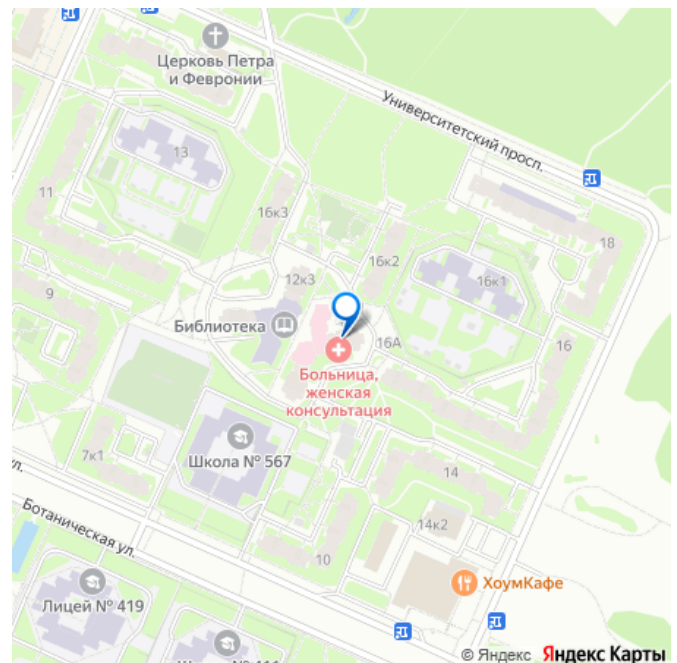 Церковь Петра
и Февронии
Университетский просп.
13
11
16к3
18
16к2
12к3
16к1
9
Библиотека
16А
16
Больница,
женская
консультация
Школа № 567
7к1
14
ул.
Ботаническая ул.
14к2
10
ХоумКафе
Лицей № 419
© Яндекс Яндекс Карты